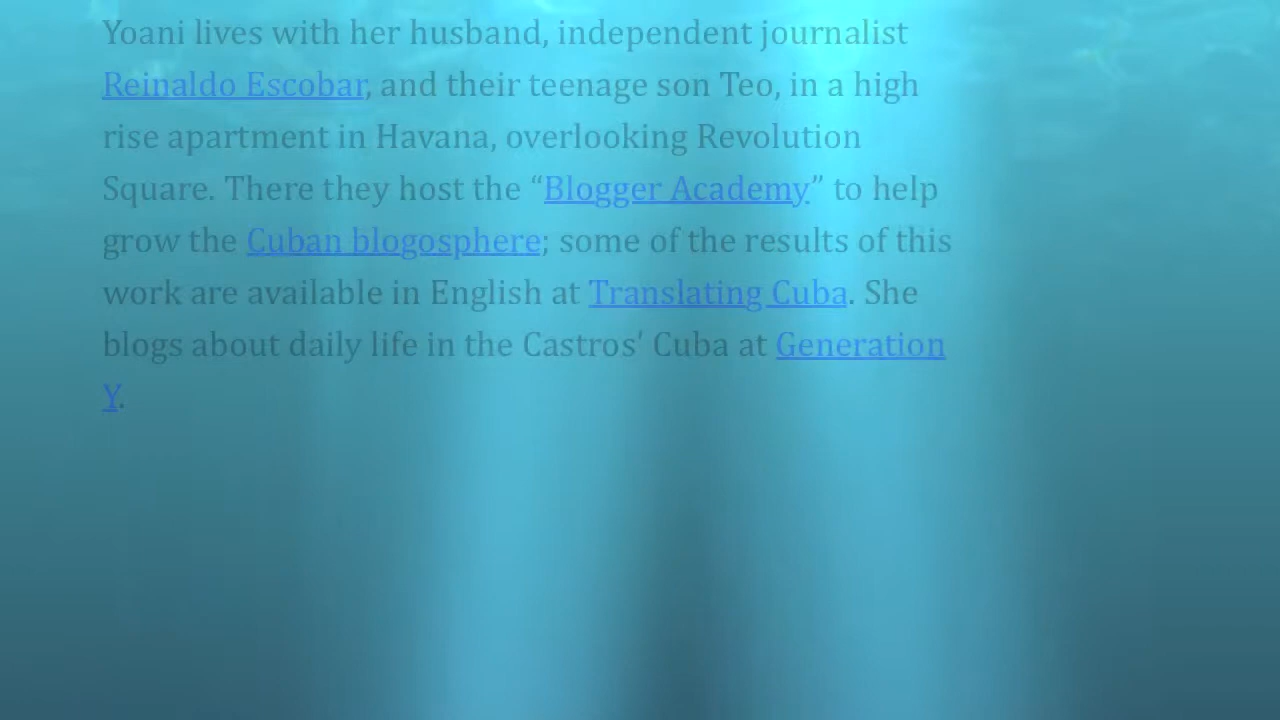 Yoani lives with her husband, independent journalist
Reinaldo Escobar, and their teenage son Teo, in a high
rise apartment in Havana, overlooking Revolution
Square. There they host the “Blogger Academy” to help
grow the Cuban blogosphere; some of the results of this
work are available in English at Translating Cuba. She
blogs about daily life in the Castros' Cuba at Generation
Y.